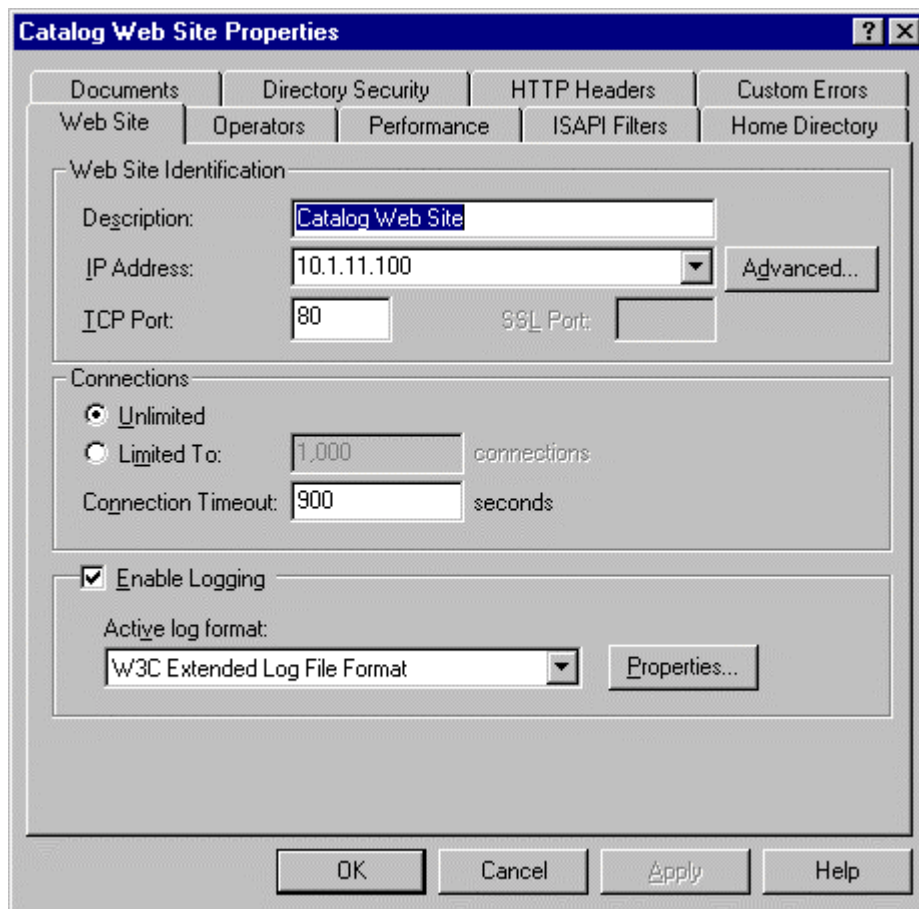 Catalog Web Site Properties
Documents Directory Security HTTP Headers Custom Errors
Web Site Operators Performance ISAPI Filters Home Directory
Web Site Identification
Description: Catalog Web Site
IP Address: 10.1.11.100 Advanced...
TCP Port: 80 SSL Port:
Connections
Unlimited
Limited To: 1,000 connections
Connection Timeout: 900 seconds
Enable Logging
Active log format:
W3C Extended Log File Format Properties...
OK Cancel Apply Help